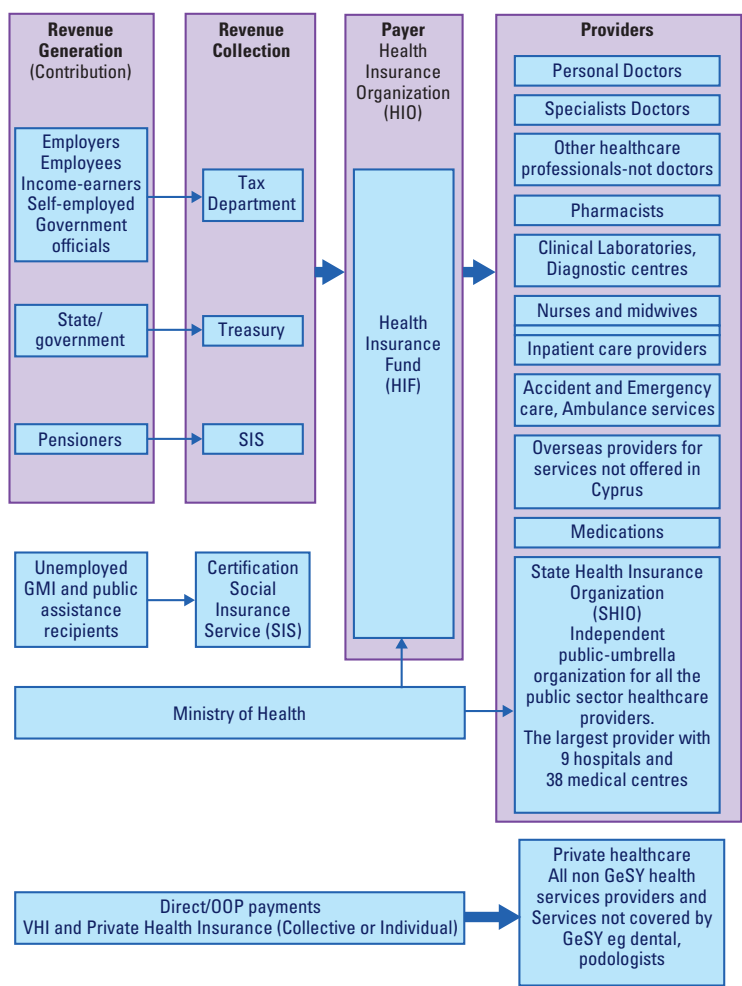 Revenue
Generation
(Contribution)
Employers
Employees
Income-earners
Self-employed
Government
officials
State/
government
Pensioners
Revenue
Collection
Tax
Department
Treasury
SIS
Payer
Health
Insurance
Organization
(HIO)
Health
Insurance
Fund
(HIF)
Providers
Personal Doctors
Specialists Doctors
Other healthcare
professionals-not doctors
Pharmacists
Clinical Laboratories,
Diagnostic centres
Nurses and midwives
Inpatient care providers
Accident and Emergency
care, Ambulance services
Overseas providers for
services not offered in
Cyprus
Medications
State Health Insurance
Organization
(SHIO)
Independent
public-umbrella
organization for all the
public sector healthcare
providers.
The largest provider with
9 hospitals and
38 medical centres
Unemployed
GMI and public
assistance
recipients
Certification
Social
Insurance
Service (SIS)
Ministry of Health
Direct/OOP payments
VHI and Private Health Insurance (Collective or Individual)
Private healthcare
All non GeSY health
services providers and
Services not covered by
GeSY eg dental,
podologists